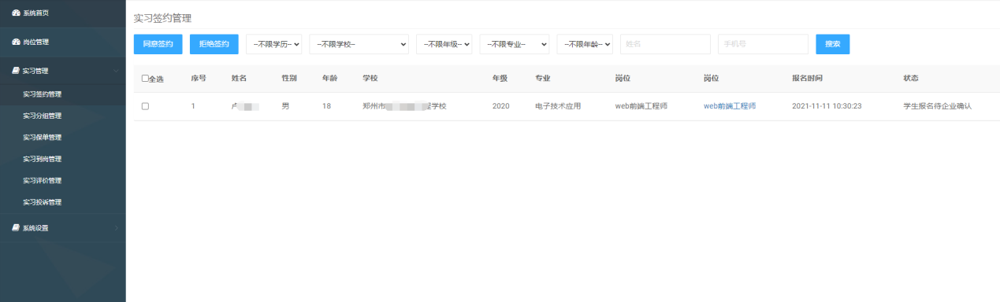 系统首页
岗位管理
实习管理
实习签约管理
实习分组管理
实习保单管理
实习到岗管理
实习评价管理
实习投诉管理
系统设置
实习签约管理
同意签约 拒绝签约 --不限学历-- --不限学校-- --不限年级-- --不限专业-- --不限年龄-- 姓名 手机号 搜索
全选 序号 姓名 性别 年龄 学校 年级 专业 岗位 岗位 报名时间 状态
1 卢 男 18 郑州市 学校 2020 电子技术应用 web前端工程师 web前端工程师 2021-11-11 10:30:23 学生报名待企业确认